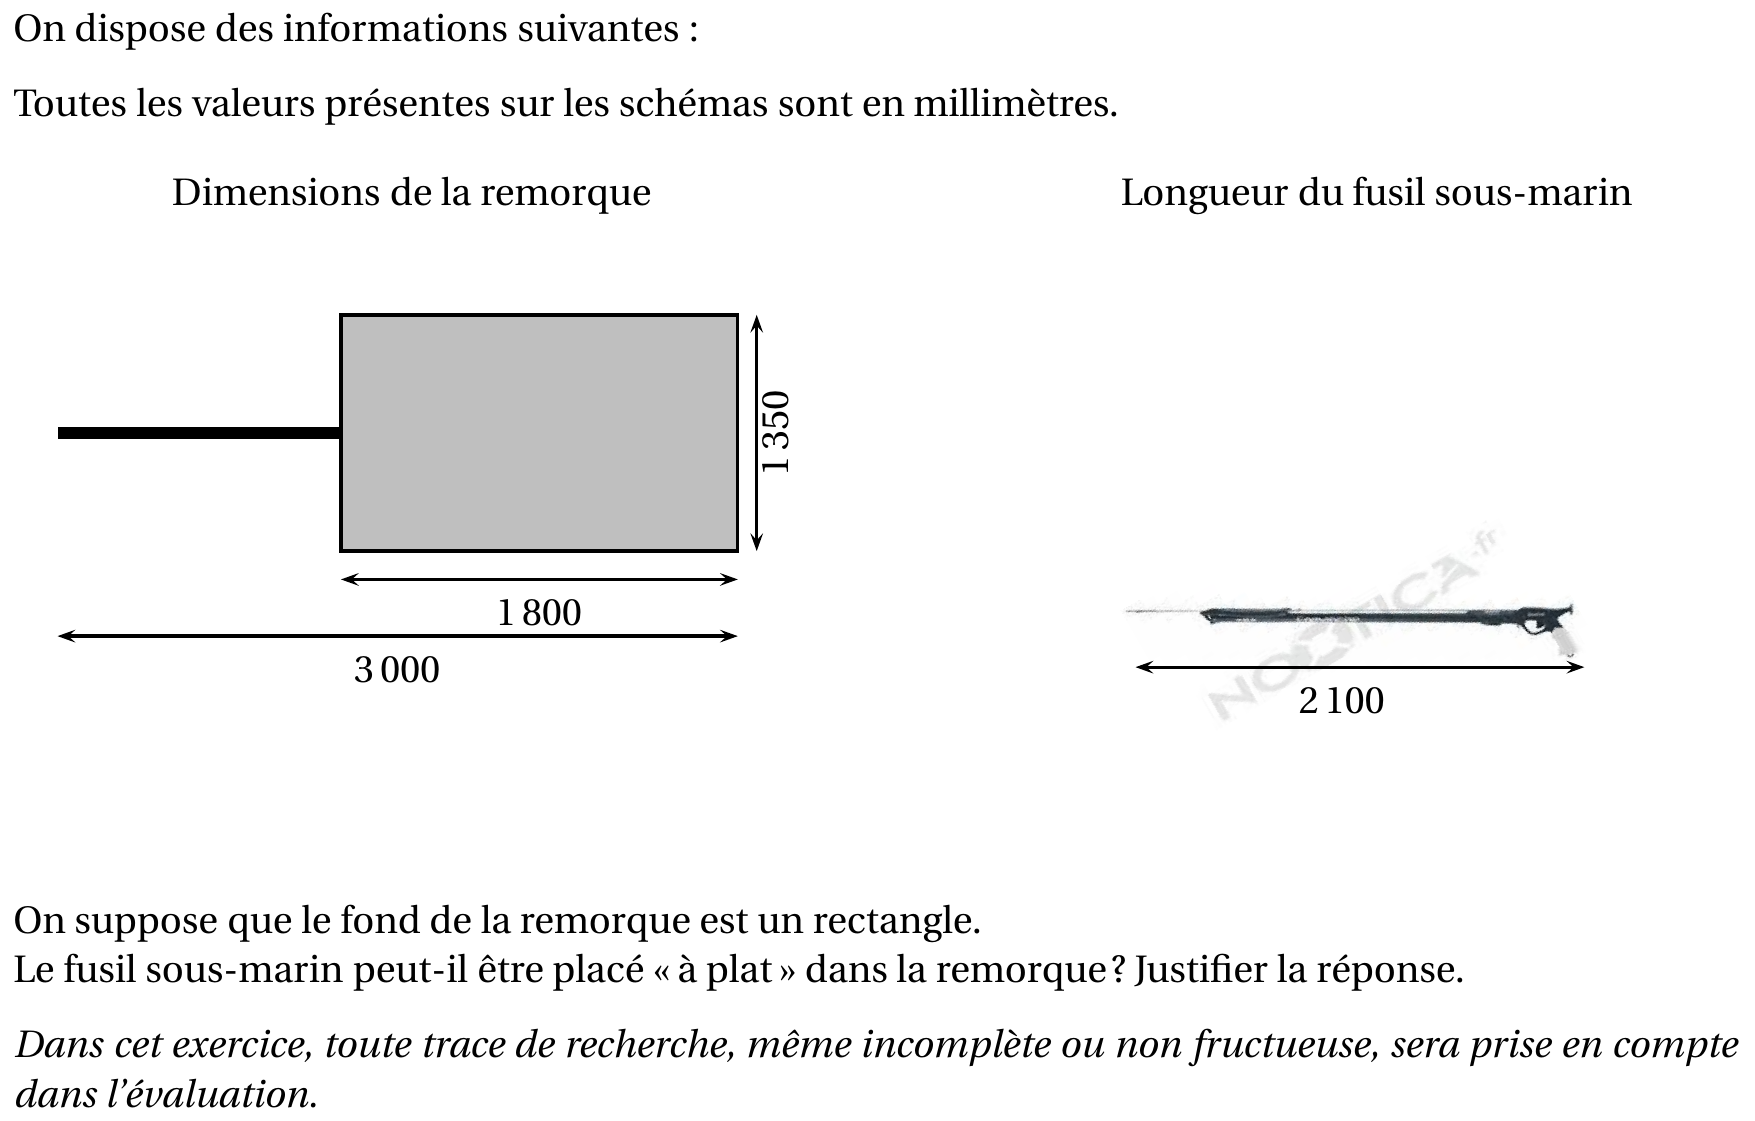 On dispose des informations suivantes :
Toutes les valeurs présentes sur les schémas sont en millimètres.
Dimensions de la remorque
Longueur du fusil sous-marin
1 350
1 800
3 000
NOOTICA.fr
2 100
On suppose que le fond de la remorque est un rectangle.
Le fusil sous-marin peut-il être placé « à plat » dans la remorque ? Justifier la réponse.
Dans cet exercice, toute trace de recherche, même incomplète ou non fructueuse, sera prise en compte
dans l'évaluation.